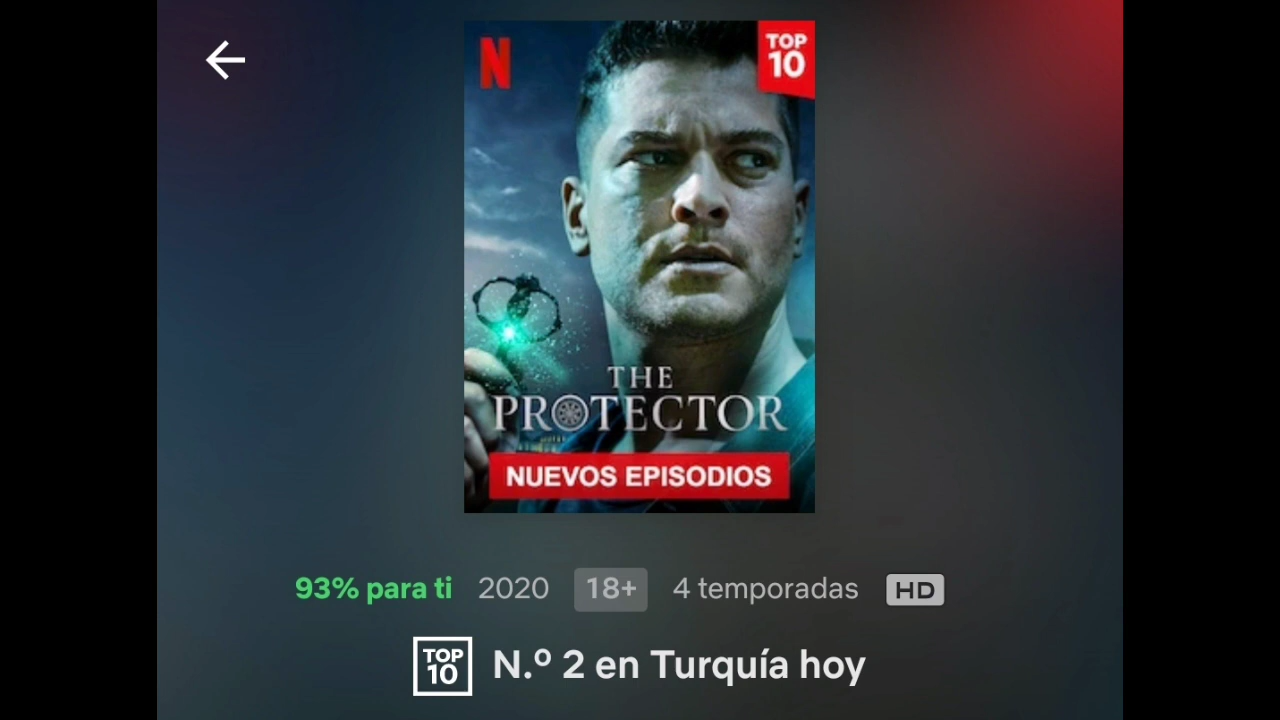 N
TOP
10
THE
PROTECTOR
NUEVOS EPISODIOS
93% para ti 2020 18+ 4 temporadas HD
TOP
10
N.º 2 en Turquía hoy